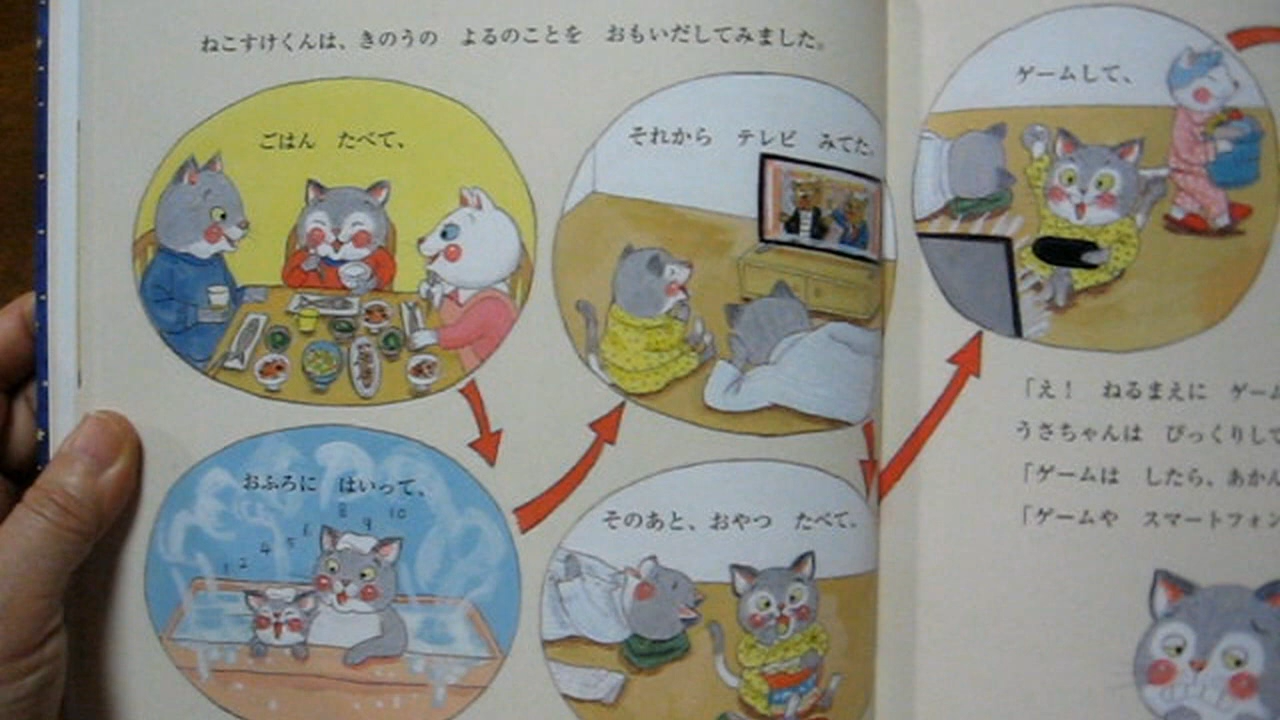 ねこすけくんは、きのうの よるのことを おもいだしてみました。
ごはん たべて、
おふろに はいって、
1 2 4 5 6 8 9 10
それから テレビ みてた。
そのあと、おやつ たべて。
ゲームして、
「え! ねるまえに ゲーム
うさちゃんは びっくりして
「ゲームは したら、あかん
「ゲームや スマートフォン